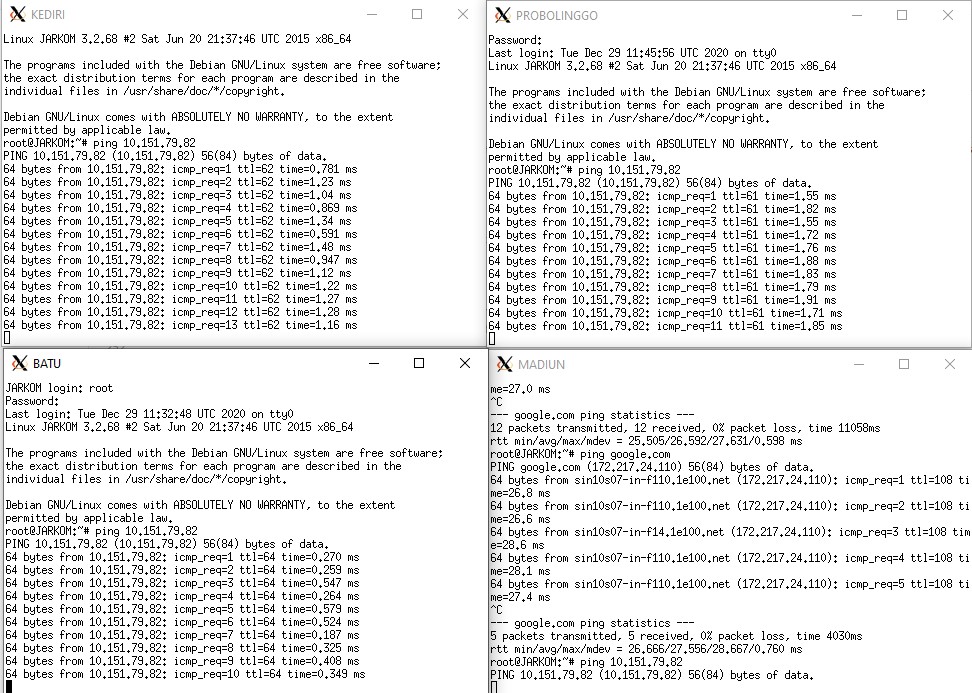 KEDIRI
Linux JARKOM 3.2.68 #2 Sat Jun 20 21:37:46 UTC 2015 x86_64
The programs included with the Debian GNU/Linux system are free software;
the exact distribution terms for each program are described in the
individual files in /usr/share/doc/*/copyright.
Debian GNU/Linux comes with ABSOLUTELY NO WARRANTY, to the extent
permitted by applicable law.
root@JARKOM:~# ping 10.151.79.82
PING 10.151.79.82 (10.151.79.82) 56(84) bytes of data.
64 bytes from 10.151.79.82: icmp_req=1 ttl=62 time=0.781 ms
64 bytes from 10.151.79.82: icmp_req=2 ttl=62 time=1.23 ms
64 bytes from 10.151.79.82: icmp_req=3 ttl=62 time=1.04 ms
64 bytes from 10.151.79.82: icmp_req=4 ttl=62 time=0.869 ms
64 bytes from 10.151.79.82: icmp_req=5 ttl=62 time=1.34 ms
64 bytes from 10.151.79.82: icmp_req=6 ttl=62 time=0.591 ms
64 bytes from 10.151.79.82: icmp_req=7 ttl=62 time=1.48 ms
64 bytes from 10.151.79.82: icmp_req=8 ttl=62 time=0.947 ms
64 bytes from 10.151.79.82: icmp_req=9 ttl=62 time=1.12 ms
64 bytes from 10.151.79.82: icmp_req=10 ttl=62 time=1.22 ms
64 bytes from 10.151.79.82: icmp_req=11 ttl=62 time=1.27 ms
64 bytes from 10.151.79.82: icmp_req=12 ttl=62 time=1.28 ms
64 bytes from 10.151.79.82: icmp_req=13 ttl=62 time=1.16 ms
PROBOLINGGO
Password:
Last login: Tue Dec 29 11:45:56 UTC 2020 on tty0
Linux JARKOM 3.2.68 #2 Sat Jun 20 21:37:46 UTC 2015 x86_64
The programs included with the Debian GNU/Linux system are free software;
the exact distribution terms for each program are described in the
individual files in /usr/share/doc/*/copyright.
Debian GNU/Linux comes with ABSOLUTELY NO WARRANTY, to the extent
permitted by applicable law.
root@JARKOM:~# ping 10.151.79.82
PING 10.151.79.82 (10.151.79.82) 56(84) bytes of data.
64 bytes from 10.151.79.82: icmp_req=1 ttl=61 time=1.55 ms
64 bytes from 10.151.79.82: icmp_req=2 ttl=61 time=1.82 ms
64 bytes from 10.151.79.82: icmp_req=3 ttl=61 time=1.55 ms
64 bytes from 10.151.79.82: icmp_req=4 ttl=61 time=1.72 ms
64 bytes from 10.151.79.82: icmp_req=5 ttl=61 time=1.76 ms
64 bytes from 10.151.79.82: icmp_req=6 ttl=61 time=1.88 ms
64 bytes from 10.151.79.82: icmp_req=7 ttl=61 time=1.83 ms
64 bytes from 10.151.79.82: icmp_req=8 ttl=61 time=1.79 ms
64 bytes from 10.151.79.82: icmp_req=9 ttl=61 time=1.91 ms
64 bytes from 10.151.79.82: icmp_req=10 ttl=61 time=1.71 ms
64 bytes from 10.151.79.82: icmp_req=11 ttl=61 time=1.85 ms
BATU
JARKOM login: root
Password:
Last login: Tue Dec 29 11:32:48 UTC 2020 on tty0
Linux JARKOM 3.2.68 #2 Sat Jun 20 21:37:46 UTC 2015 x86_64
The programs included with the Debian GNU/Linux system are free software;
the exact distribution terms for each program are described in the
individual files in /usr/share/doc/*/copyright.
Debian GNU/Linux comes with ABSOLUTELY NO WARRANTY, to the extent
permitted by applicable law.
root@JARKOM:~# ping 10.151.79.82
PING 10.151.79.82 (10.151.79.82) 56(84) bytes of data.
64 bytes from 10.151.79.82: icmp_req=1 ttl=64 time=0.270 ms
64 bytes from 10.151.79.82: icmp_req=2 ttl=64 time=0.259 ms
64 bytes from 10.151.79.82: icmp_req=3 ttl=64 time=0.547 ms
64 bytes from 10.151.79.82: icmp_req=4 ttl=64 time=0.264 ms
64 bytes from 10.151.79.82: icmp_req=5 ttl=64 time=0.579 ms
64 bytes from 10.151.79.82: icmp_req=6 ttl=64 time=0.524 ms
64 bytes from 10.151.79.82: icmp_req=7 ttl=64 time=0.187 ms
64 bytes from 10.151.79.82: icmp_req=8 ttl=64 time=0.325 ms
64 bytes from 10.151.79.82: icmp_req=9 ttl=64 time=0.408 ms
64 bytes from 10.151.79.82: icmp_req=10 ttl=64 time=0.349 ms
MADIUN
me=27.0 ms
^C
--- google.com ping statistics ---
12 packets transmitted, 12 received, 0% packet loss, time 11058ms
rtt min/avg/max/mdev = 25.505/26.592/27.631/0.598 ms
root@JARKOM:~# ping google.com
PING google.com (172.217.24.110) 56(84) bytes of data.
64 bytes from sin10s07-in-f110.1e100.net (172.217.24.110): icmp_req=1 ttl=108 ti
me=26.8 ms
64 bytes from sin10s07-in-f110.1e100.net (172.217.24.110): icmp_req=2 ttl=108 ti
me=26.6 ms
64 bytes from sin10s07-in-f14.1e100.net (172.217.24.110): icmp_req=3 ttl=108 tim
e=28.6 ms
64 bytes from sin10s07-in-f110.1e100.net (172.217.24.110): icmp_req=4 ttl=108 ti
me=28.1 ms
64 bytes from sin10s07-in-f110.1e100.net (172.217.24.110): icmp_req=5 ttl=108 ti
me=27.4 ms
^C
--- google.com ping statistics ---
5 packets transmitted, 5 received, 0% packet loss, time 4030ms
rtt min/avg/max/mdev = 26.666/27.556/28.667/0.760 ms
root@JARKOM:~# ping 10.151.79.82
PING 10.151.79.82 (10.151.79.82) 56(84) bytes of data.